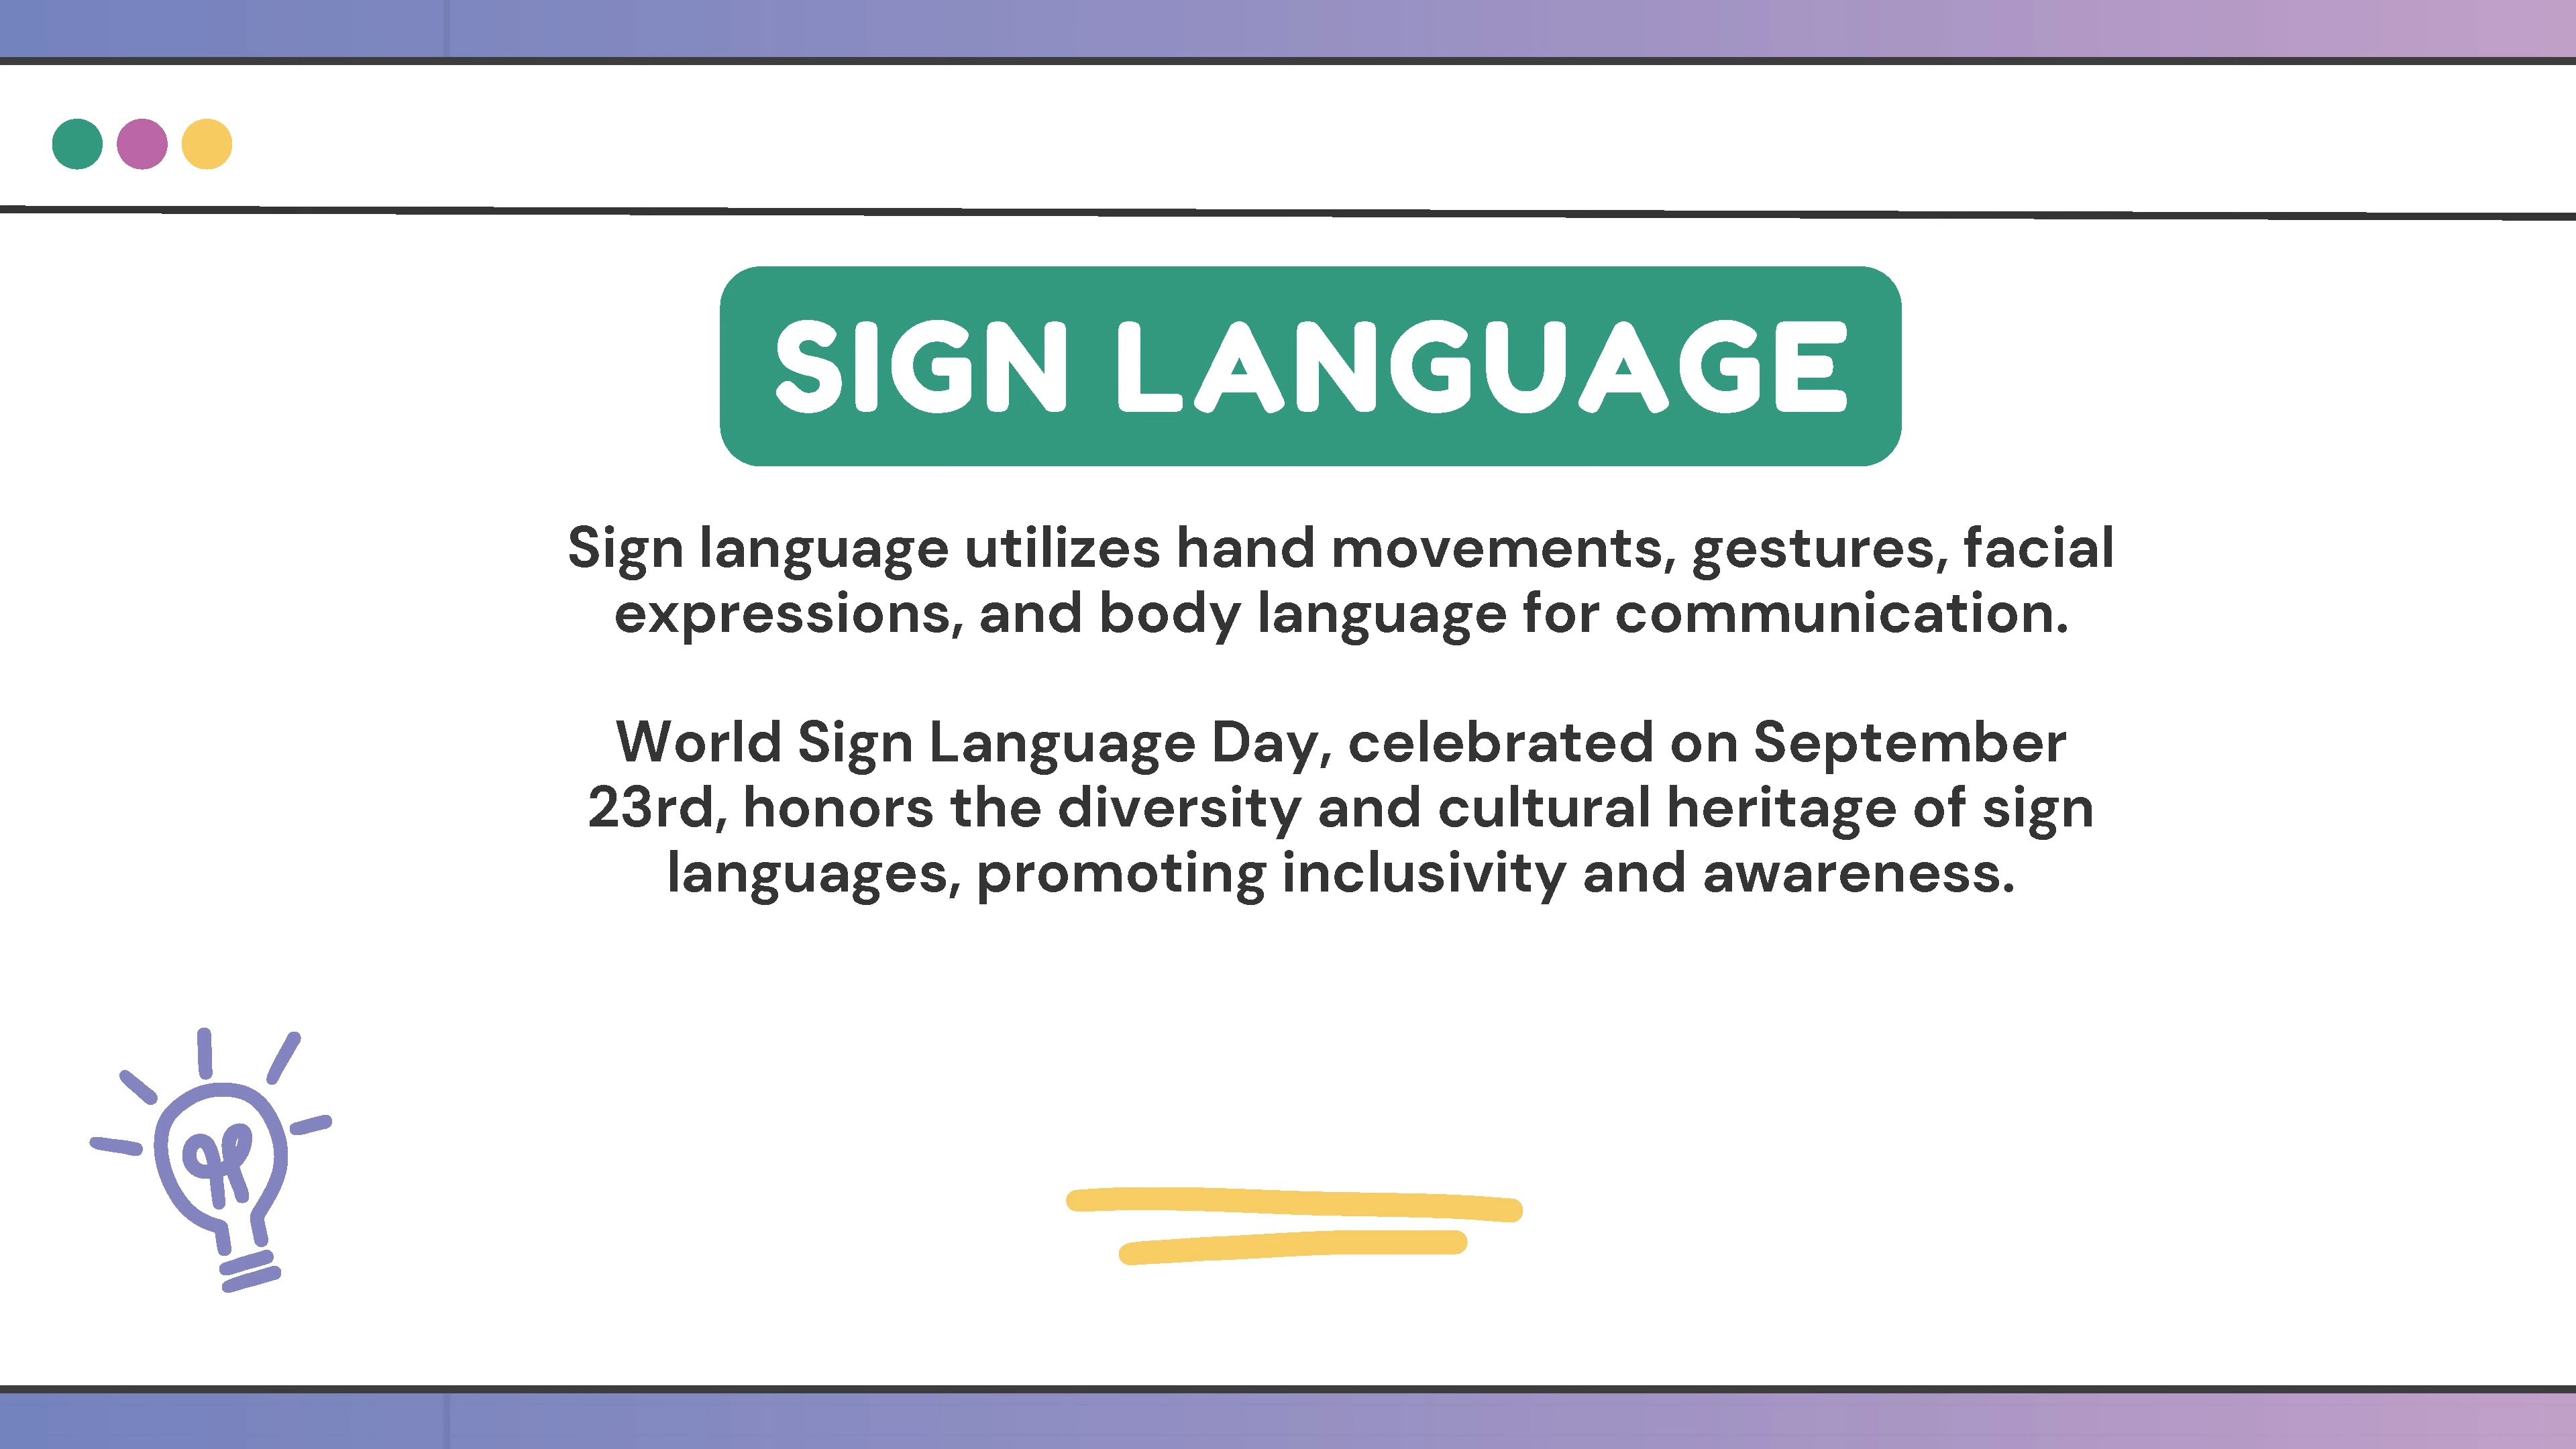 SIGN LANGUAGE
Sign language utilizes hand movements, gestures, facial
expressions, and body language for communication.
World Sign Language Day, celebrated on September
23rd, honors the diversity and cultural heritage of sign
languages, promoting inclusivity and awareness.